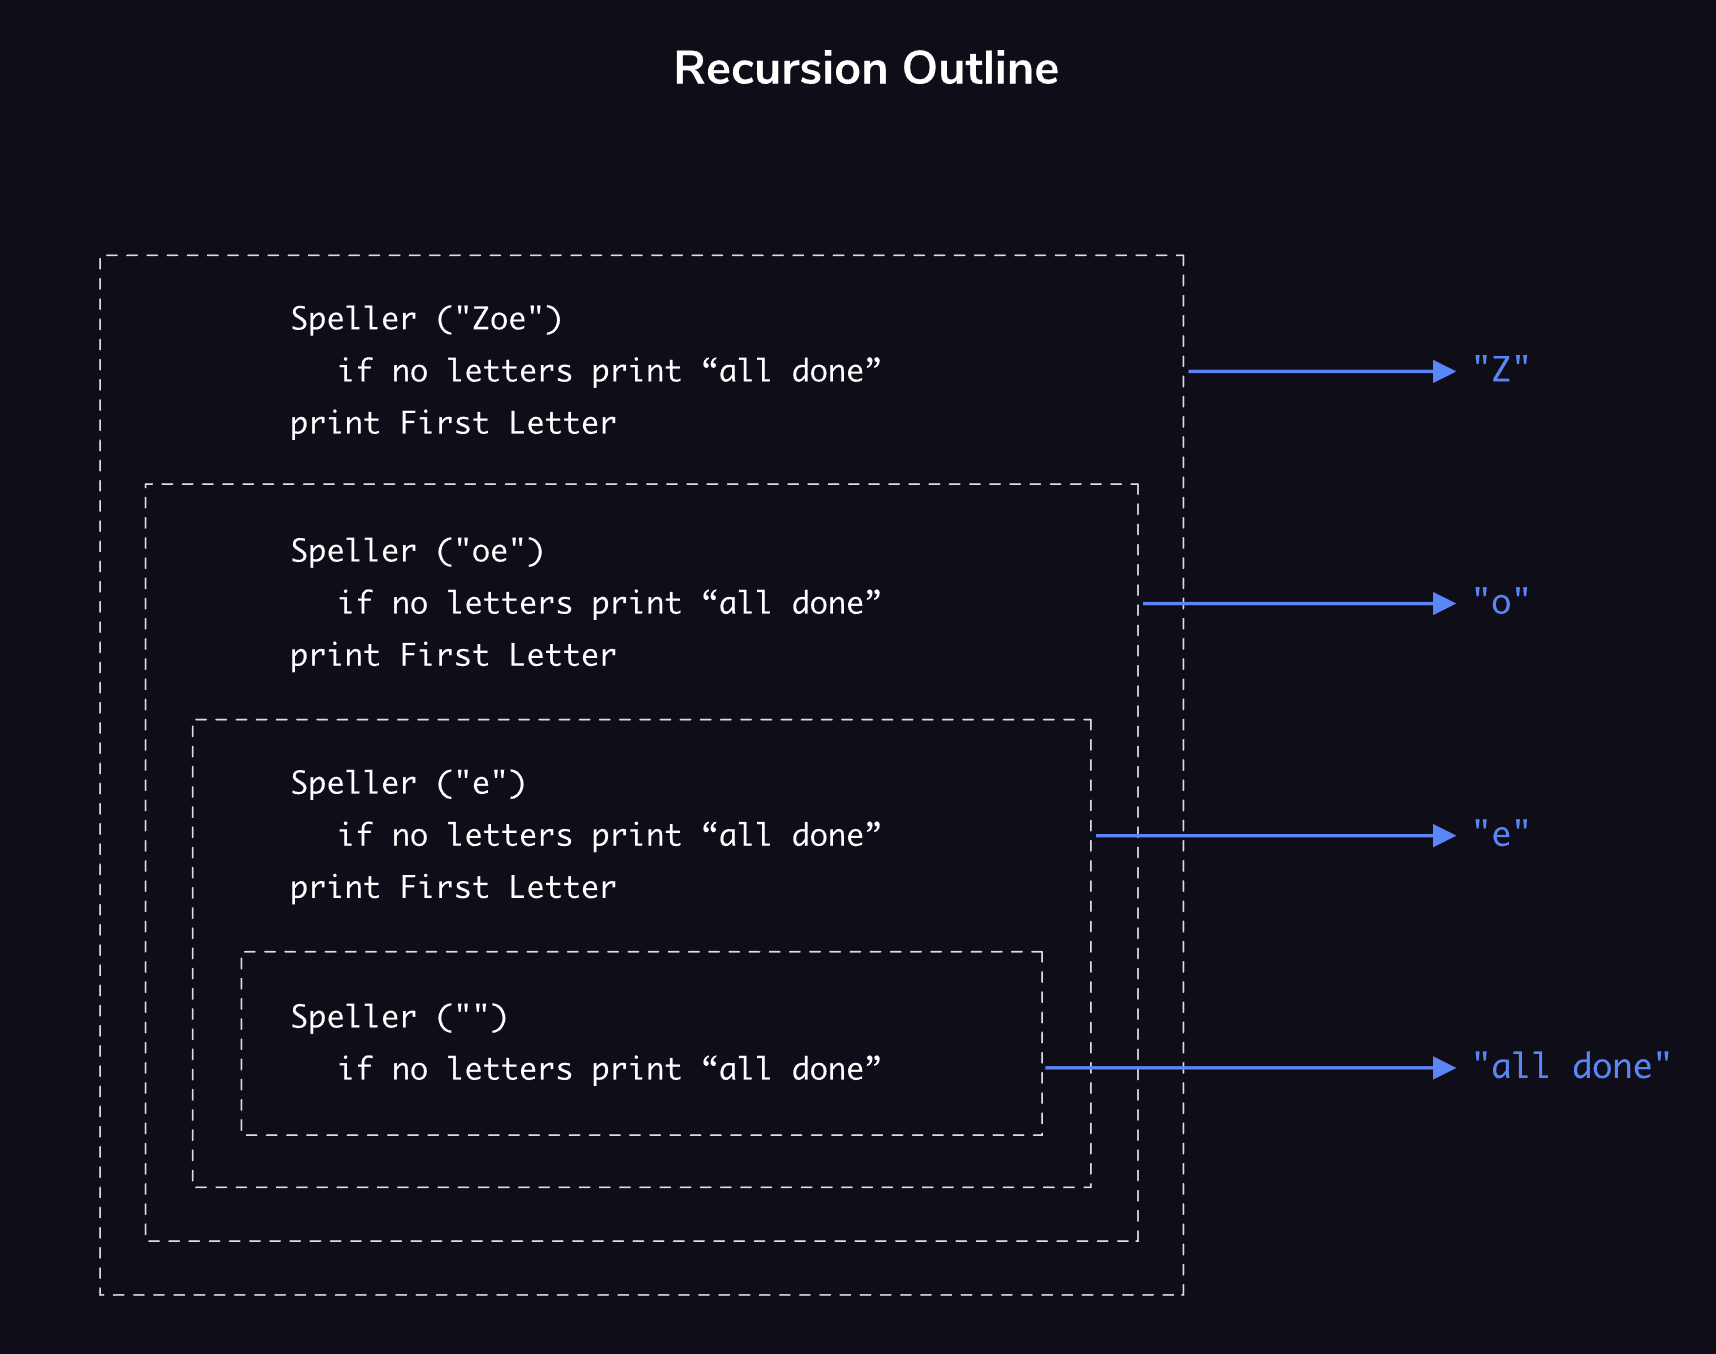 Recursion Outline
Speller ("Zoe")
if no letters print “all done”
"Z"
print First Letter
Speller ("oe")
if no letters print “all done”
"o"
print First Letter
Speller ("e")
if no letters print “all done”
"e"
print First Letter
Speller ("")
if no letters print “all done”
"all done"